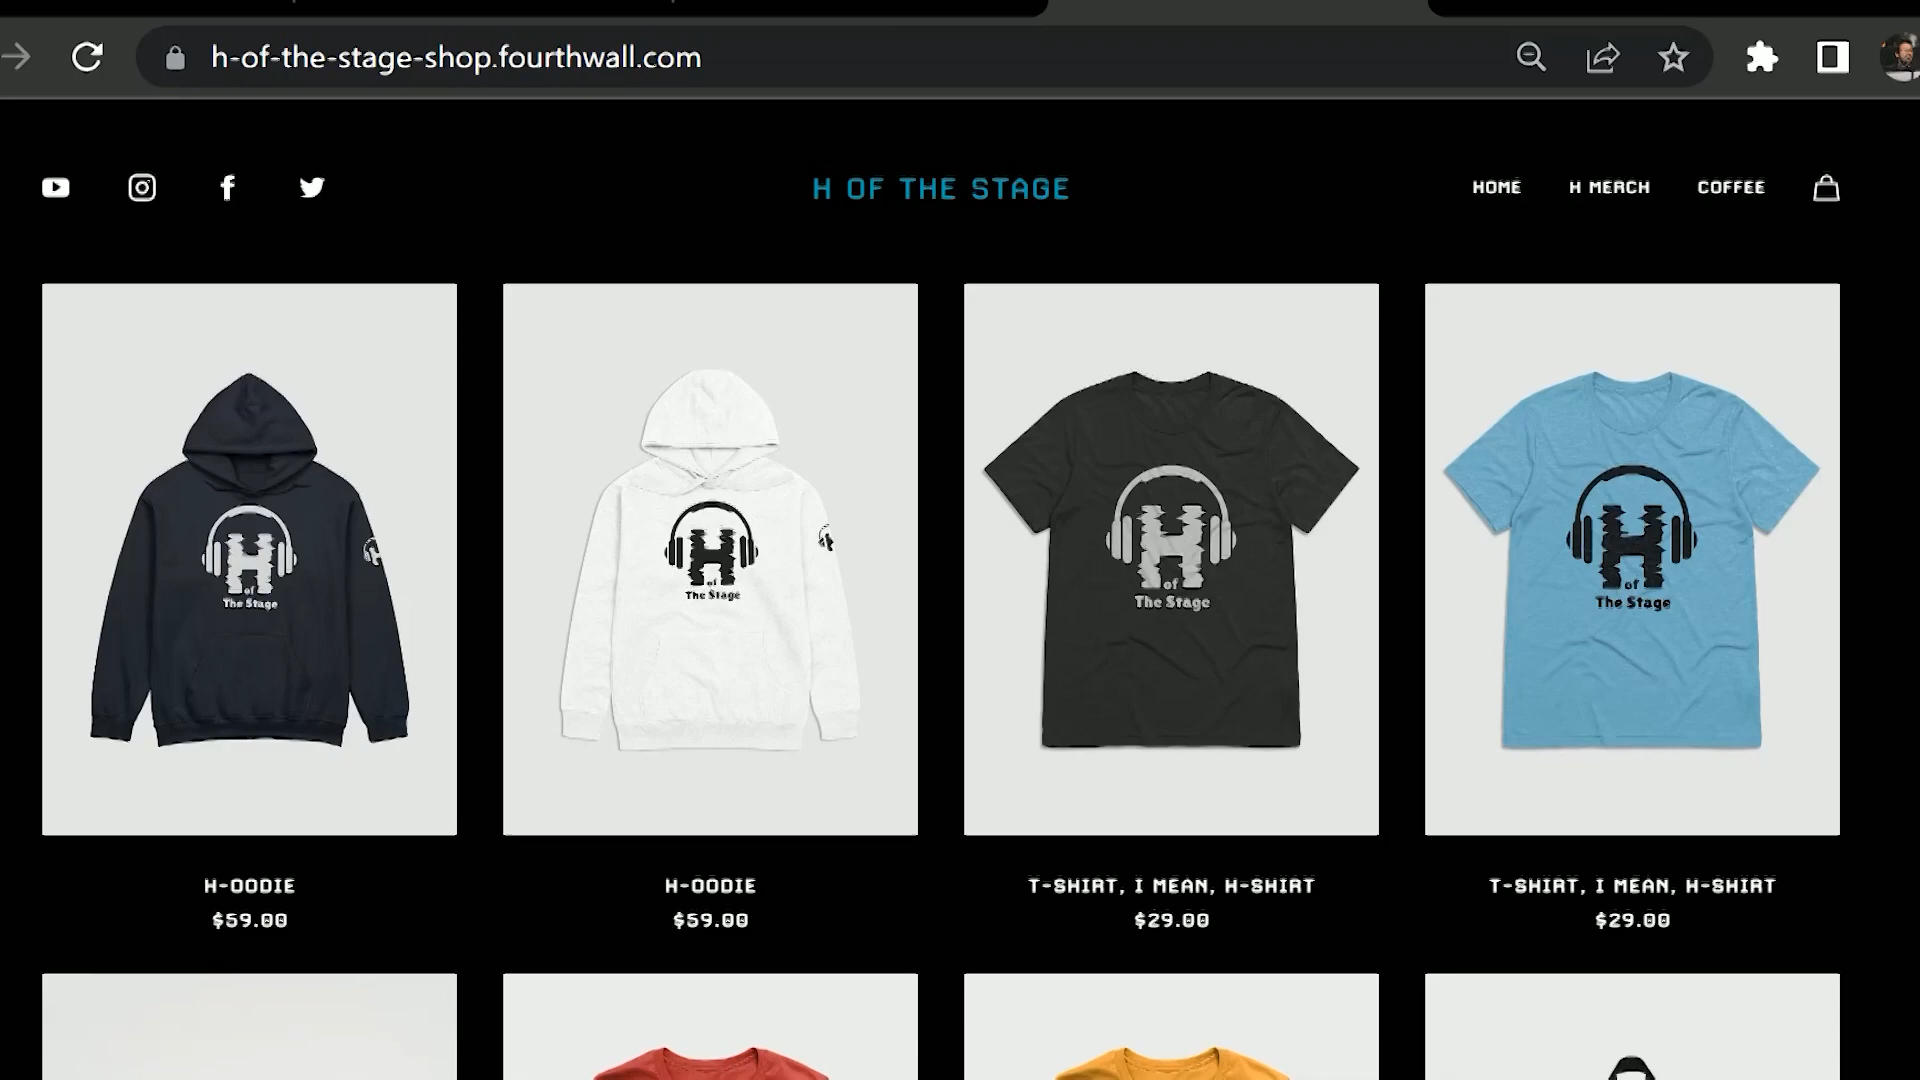 h-of-the-stage-shop.fourthwall.com
H OF THE STAGE
HOME
H MERCH
COFFEE
H
of
The Stage
H
of
The Stage
H
of
The Stage
H
of
The Stage
H-OODIE
$59.00
H-OODIE
$59.00
T-SHIRT, I MEAN, H-SHIRT
$29.00
T-SHIRT, I MEAN, H-SHIRT
$29.00